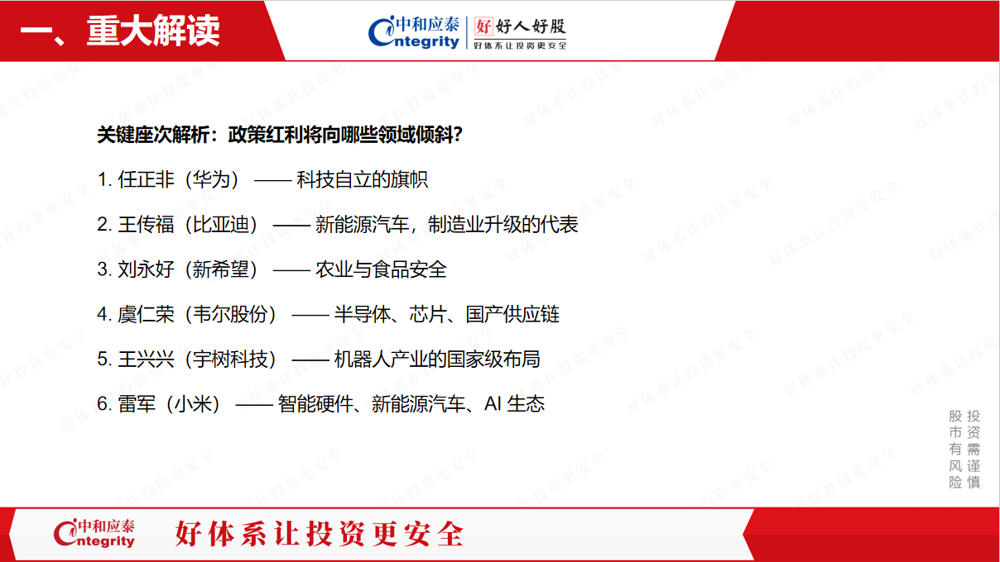 一、重大解读
中和应泰
ntegrity
好 好人好股
好体系让投资更安全
关键座次解析：政策红利将向哪些领域倾斜？
1. 任正非（华为） —— 科技自立的旗帜
2. 王传福（比亚迪） —— 新能源汽车，制造业升级的代表
3. 刘永好（新希望） —— 农业与食品安全
4. 虞仁荣（韦尔股份） —— 半导体、芯片、国产供应链
5. 王兴兴（宇树科技） —— 机器人产业的国家级布局
6. 雷军（小米） —— 智能硬件、新能源汽车、AI 生态
股市有风险
投资需谨慎
中和应泰
ntegrity
好体系让投资更安全